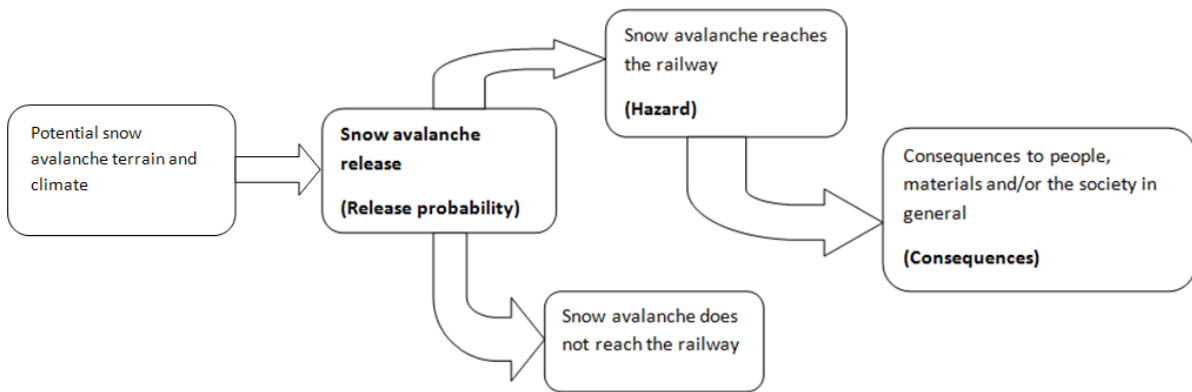 Potential snow
avalanche terrain and
climate
Snow avalanche
release
(Release probability)
Snow avalanche reaches
the railway
(Hazard)
Snow avalanche does
not reach the railway
Consequences to people,
materials and/or the society in
general
(Consequences)